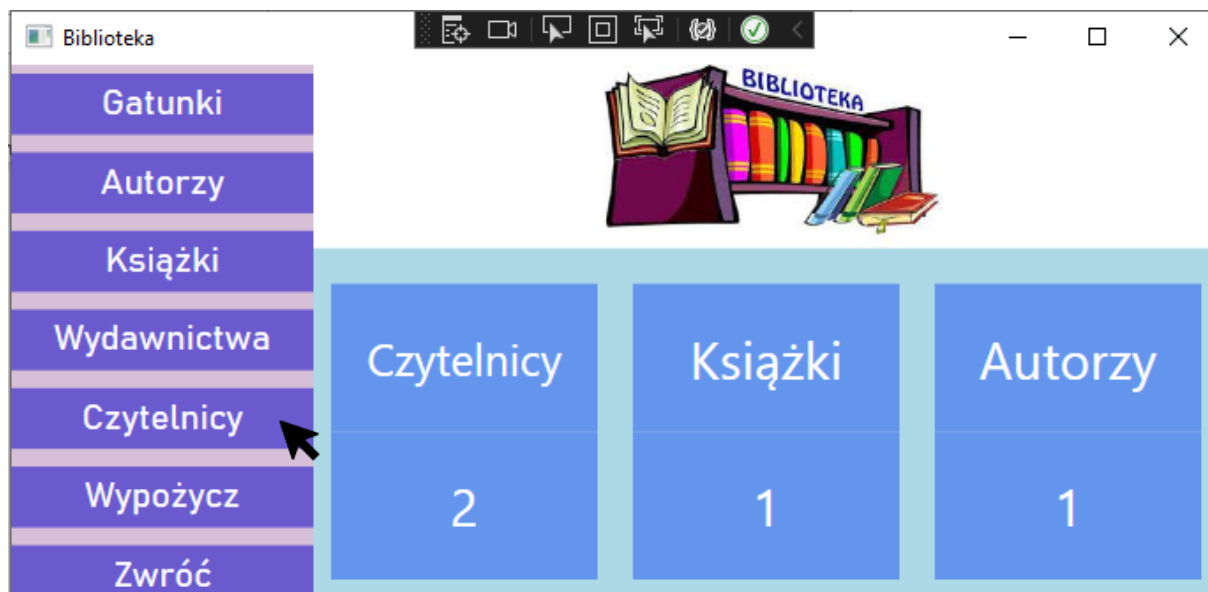 Biblioteka
Gatunki
Autorzy
Książki
Wydawnictwa
Czytelnicy
Wypożycz
Zwróć
BIBLIOTEKA
Czytelnicy
2
Książki
1
Autorzy
1